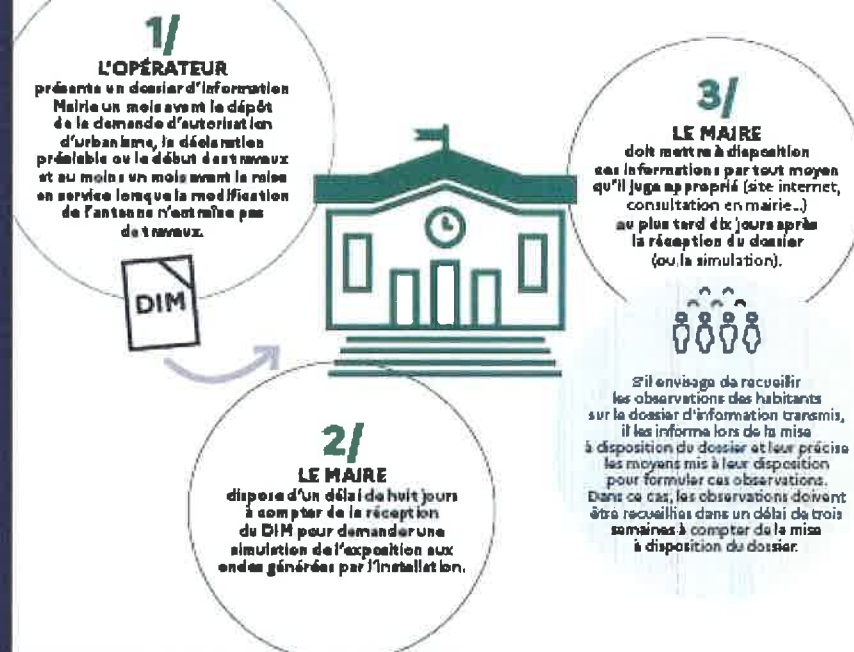 1/
L'OPÉRATEUR
présente un dossier d'Information
Mairie un mois avant le dépôt
de la demande d'autorisation
d'urbanisme, la déclaration
préalable ou le début des travaux
et au moins un mois avant la mise
en service lorsque la modification
de l'antenne n'entraîne pas
de travaux.
DIM
2/
LE MAIRE
dispose d'un délai de huit jours
à compter de la réception
du DIM pour demander une
simulation de l'exposition aux
ondes générées par l'installation.
3/
LE MAIRE
doit mettre à disposition
ces informations par tout moyen
qu'il juge approprié (site internet,
consultation en mairie...)
au plus tard dix jours après
la réception du dossier
(ou la simulation).
S'il envisage de recueillir
les observations des habitants
sur le dossier d'information transmis,
il les informe lors de la mise
à disposition du dossier et leur précise
les moyens mis à leur disposition
pour formuler ces observations.
Dans ce cas, les observations doivent
être recueillies dans un délai de trois
semaines à compter de la mise
à disposition du dossier.